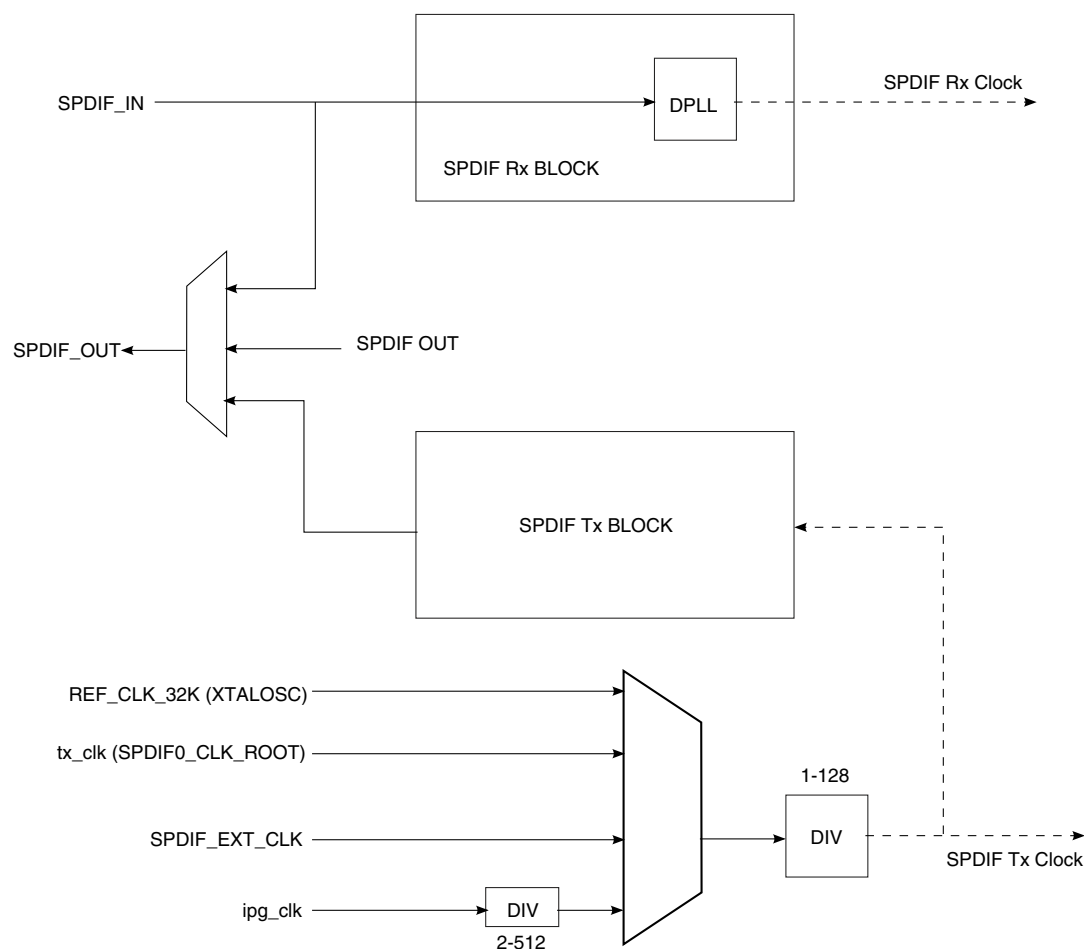 SPDIF_IN
DPLL
SPDIF Rx Clock
SPDIF Rx BLOCK
SPDIF_OUT
SPDIF OUT
SPDIF Tx BLOCK
REF_CLK_32K (XTALOSC)
tx_clk (SPDIF0_CLK_ROOT)
1-128
SPDIF_EXT_CLK
DIV
SPDIF Tx Clock
ipg_clk
DIV
2-512